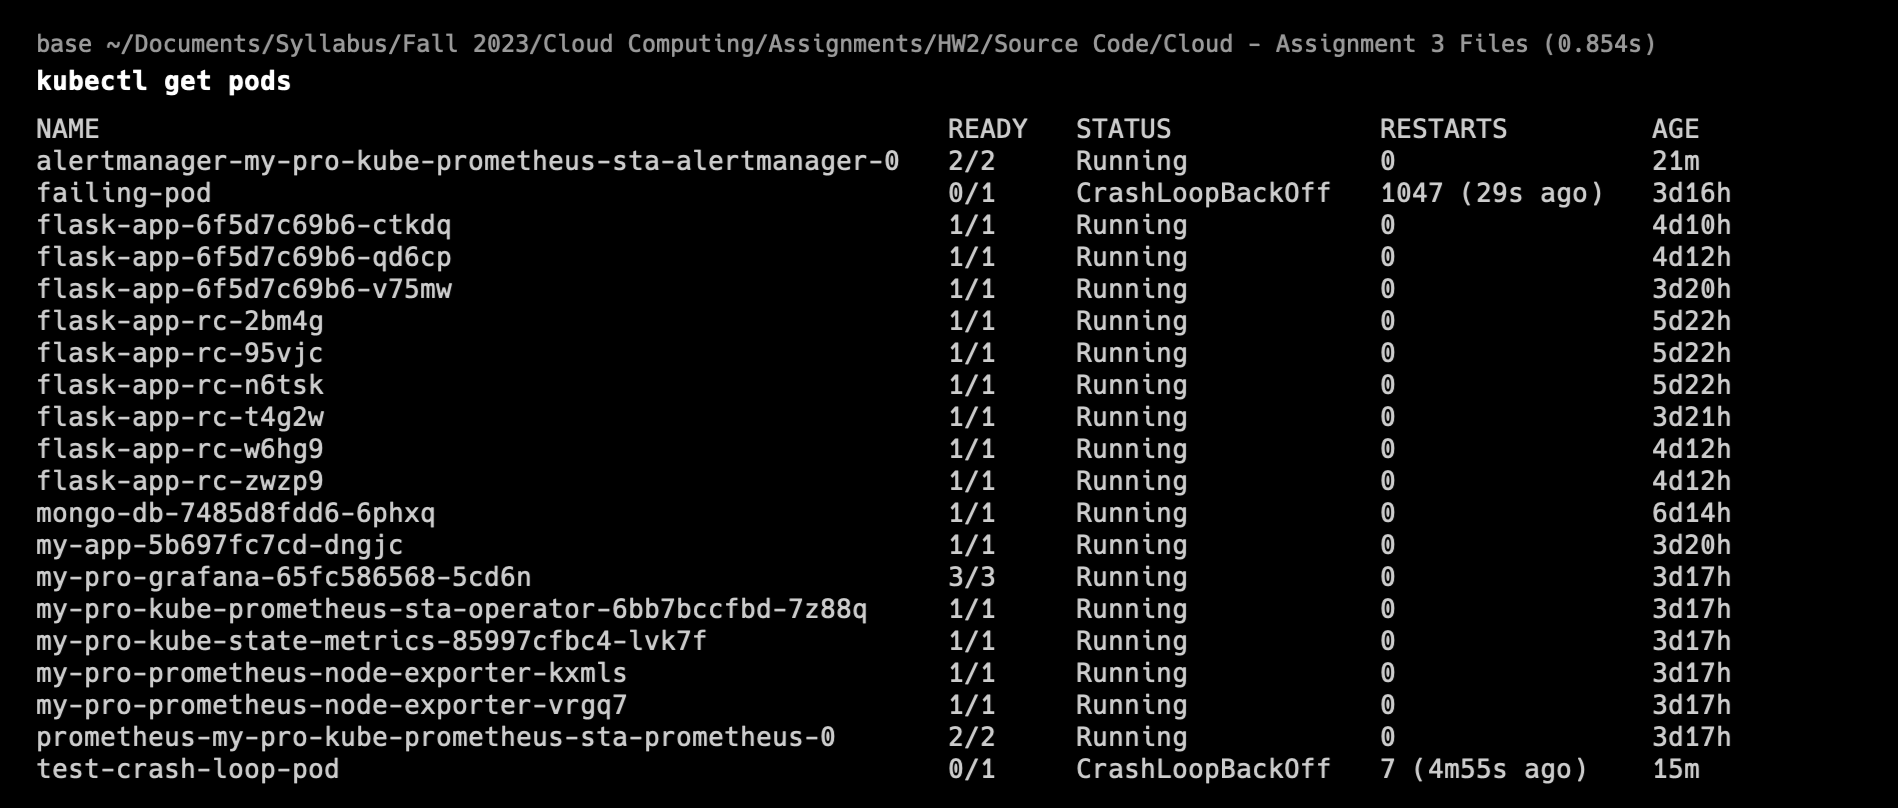 base ~/Documents/Syllabus/Fall 2023/Cloud Computing/Assignments/HW2/Source Code/Cloud - Assignment 3 Files (0.854s)
kubectl get pods
NAME READY STATUS RESTARTS AGE
alertmanager-my-pro-kube-prometheus-sta-alertmanager-0 2/2 Running 0 21m
failing-pod 0/1 CrashLoopBackOff 1047 (29s ago) 3d16h
flask-app-6f5d7c69b6-ctkdq 1/1 Running 0 4d10h
flask-app-6f5d7c69b6-qd6cp 1/1 Running 0 4d12h
flask-app-6f5d7c69b6-v75mw 1/1 Running 0 3d20h
flask-app-rc-2bm4g 1/1 Running 0 5d22h
flask-app-rc-95vjc 1/1 Running 0 5d22h
flask-app-rc-n6tsk 1/1 Running 0 5d22h
flask-app-rc-t4g2w 1/1 Running 0 3d21h
flask-app-rc-w6hg9 1/1 Running 0 4d12h
flask-app-rc-zwzp9 1/1 Running 0 4d12h
mongo-db-7485d8fdd6-6phxq 1/1 Running 0 6d14h
my-app-5b697fc7cd-dngjc 1/1 Running 0 3d20h
my-pro-grafana-65fc586568-5cd6n 3/3 Running 0 3d17h
my-pro-kube-prometheus-sta-operator-6bb7bccfbd-7z88q 1/1 Running 0 3d17h
my-pro-kube-state-metrics-85997cfbc4-lvk7f 1/1 Running 0 3d17h
my-pro-prometheus-node-exporter-kxmls 1/1 Running 0 3d17h
my-pro-prometheus-node-exporter-vrgq7 1/1 Running 0 3d17h
prometheus-my-pro-kube-prometheus-sta-prometheus-0 2/2 Running 0 3d17h
test-crash-loop-pod 0/1 CrashLoopBackOff 7 (4m55s ago) 15m